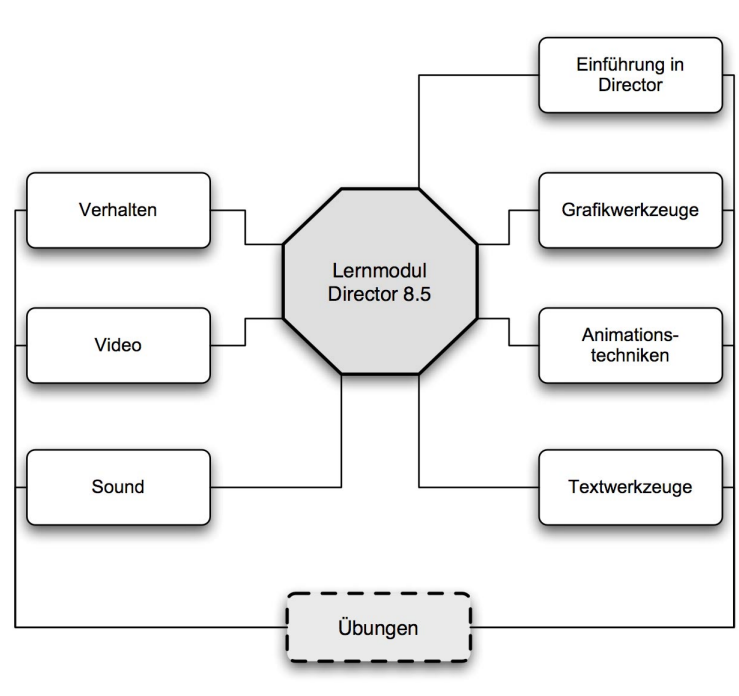 Einführung in
Director
Verhalten
Grafikwerkzeuge
Lernmodul
Director 8.5
Video
Animations-
techniken
Sound
Textwerkzeuge
Übungen